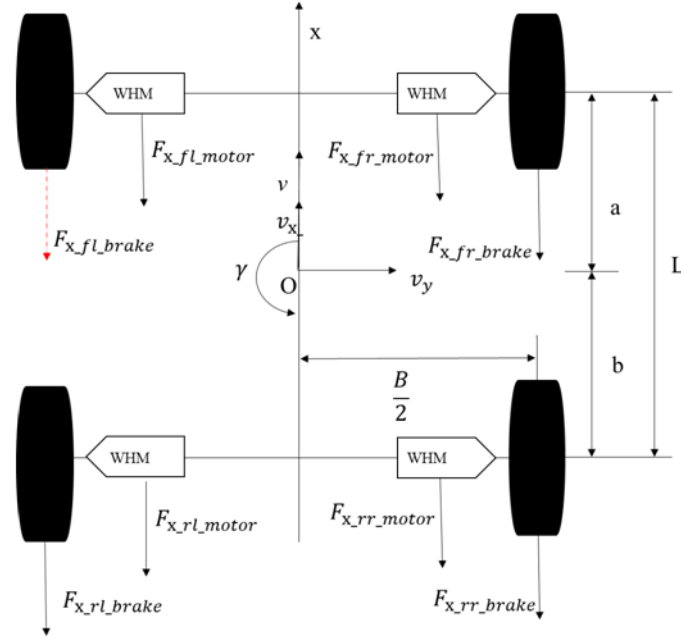 x
WHM
WHM
F_x_fl_motor
F_x_fr_motor
v
a
v_x
F_x_fl_brake
F_x_fr_brake
γ
O
v_y
L
B/2
b
WHM
WHM
F_x_rl_motor
F_x_rr_motor
F_x_rl_brake
F_x_rr_brake